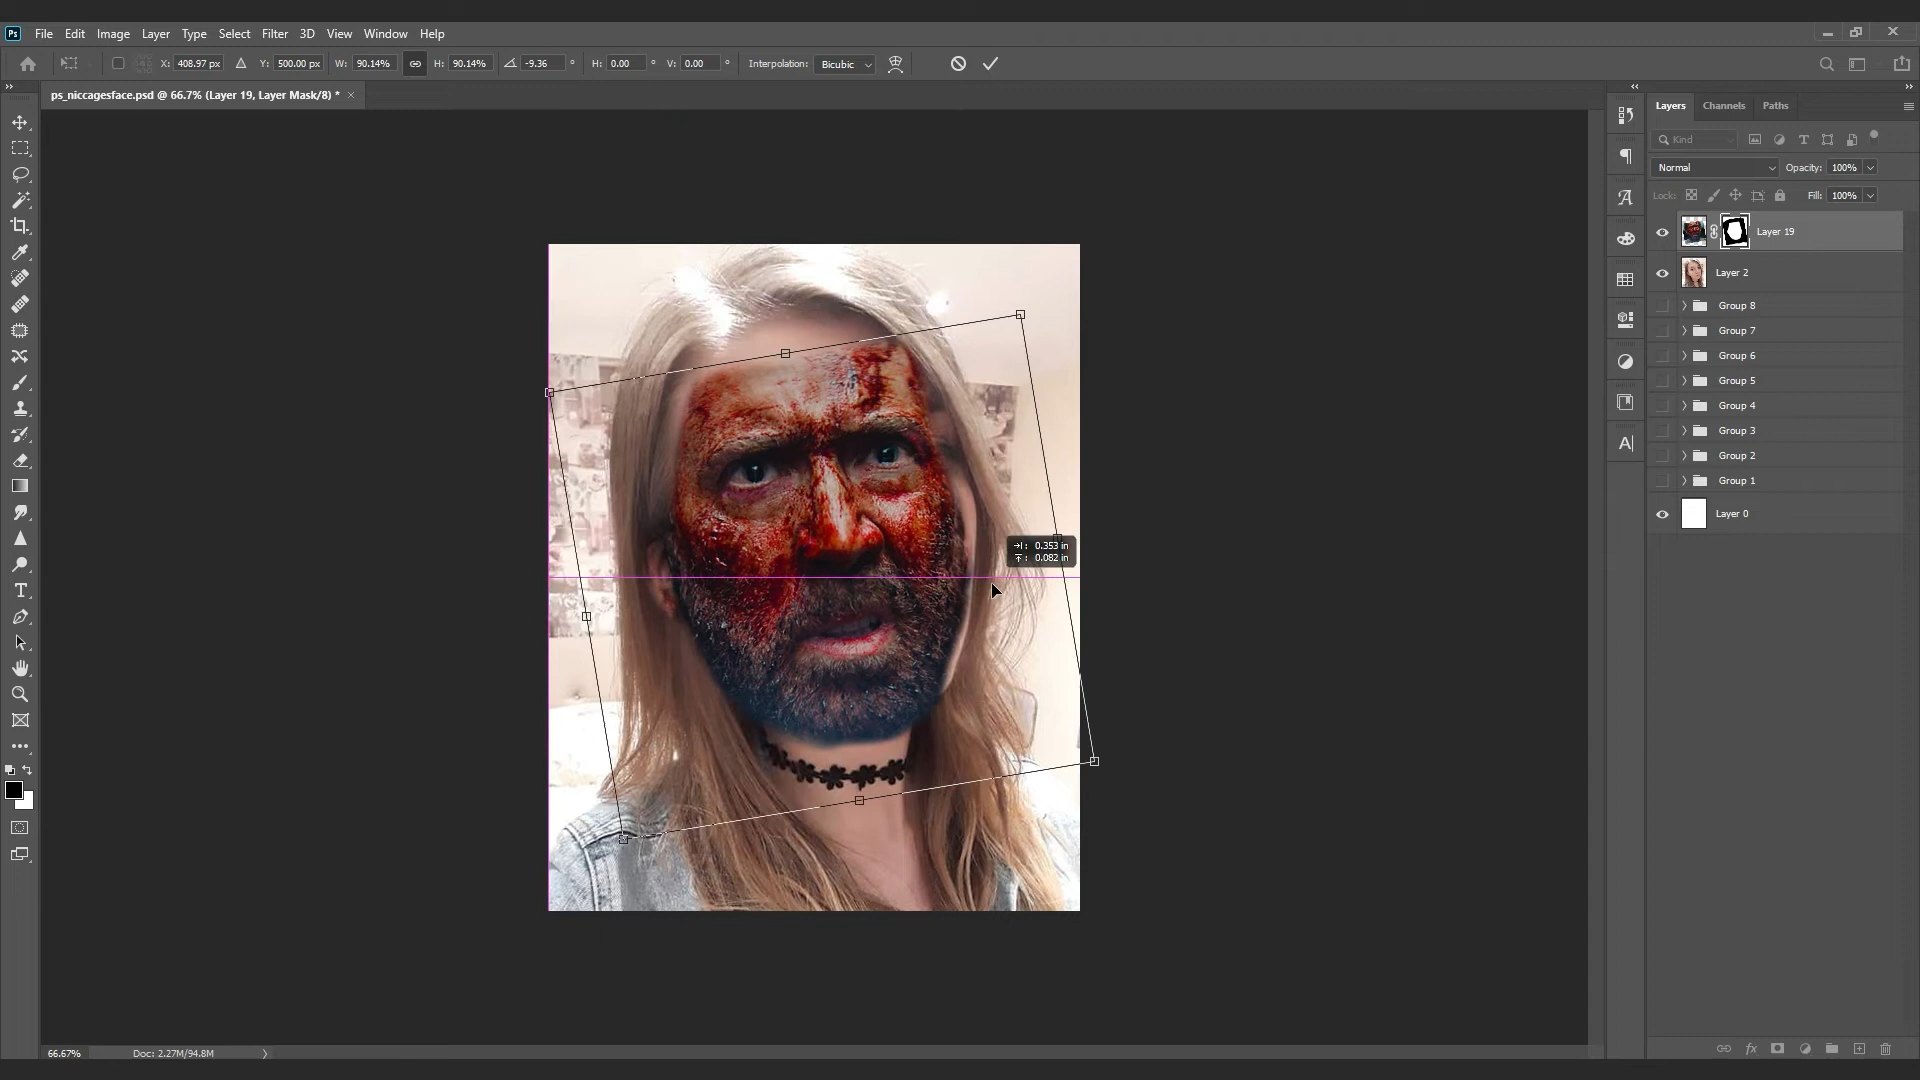 Ps File Edit Image Layer Type Select Filter 3D View Window Help
X: 408.97 px Y: 500.00 px W: 90.14% H: 90.14% -9.36 ° H: 0.00 ° V: 0.00 ° Interpolation: Bicubic
ps_niccagesface.psd @ 66.7% (Layer 19, Layer Mask/8) * ×
Layers Channels Paths
Kind
Normal Opacity: 100%
Lock: Fill: 100%
Layer 19
Layer 2
Group 8
Group 7
Group 6
Group 5
Group 4
Group 3
Group 2
Group 1
Layer 0
: 0.353 in
: 0.082 in
66.67% Doc: 2.27M/94.8M